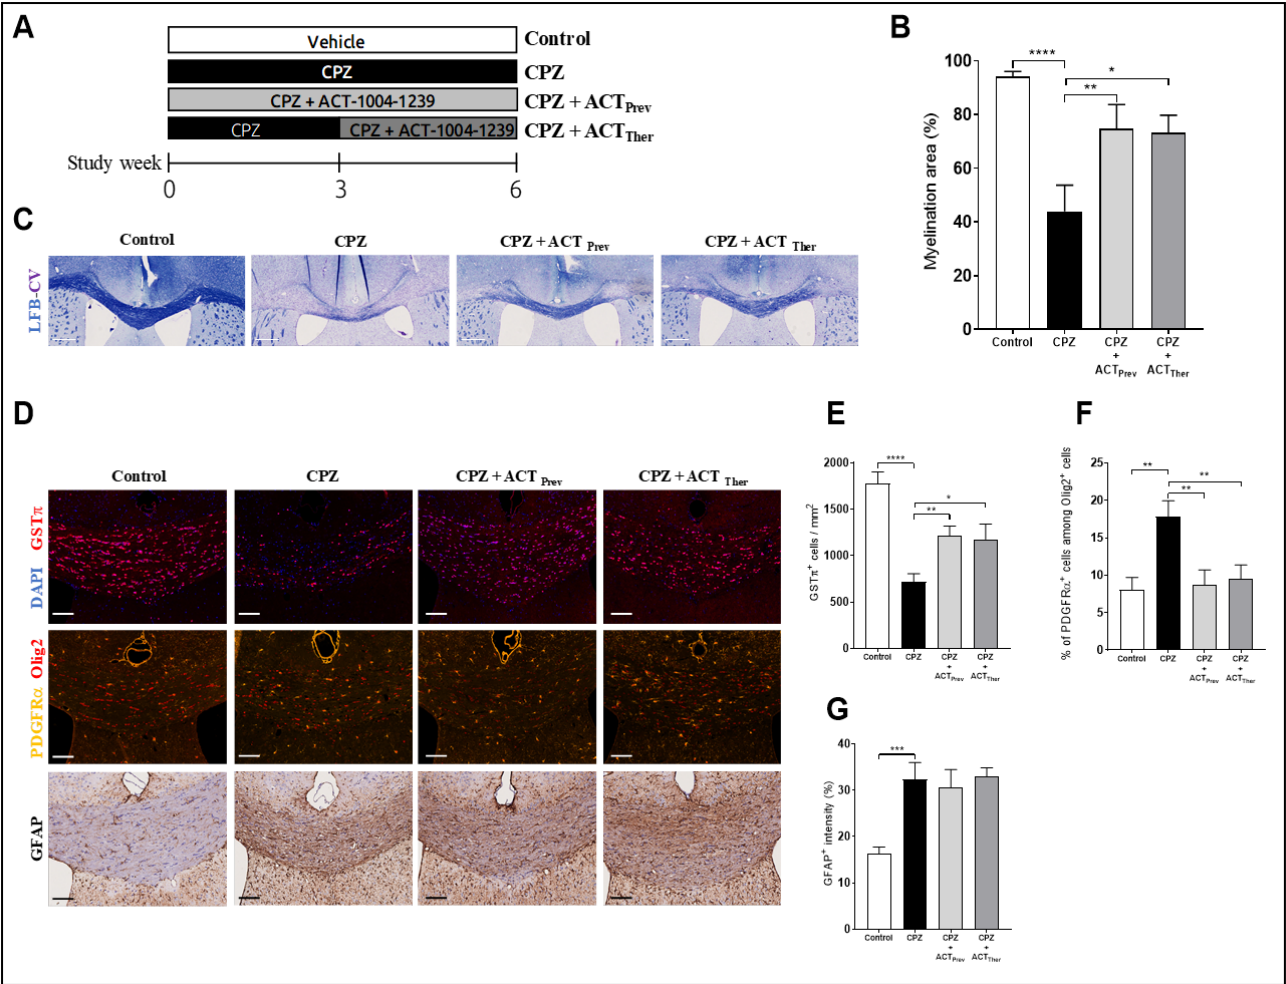 A
Vehicle
Control
CPZ
CPZ
CPZ + ACT-1004-1239
CPZ + ACTPrev
CPZ
CPZ + ACT-1004-1239
CPZ + ACTTher
Study week
0
3
6
B
Myelination area (%)
100
80
60
40
20
0
****
*
**
Control
CPZ
CPZ + ACTPrev
CPZ + ACTTher
C
Control
CPZ
CPZ + ACT Prev
CPZ + ACT Ther
LFB-CV
D
Control
CPZ
CPZ + ACT Prev
CPZ + ACT Ther
DAPI GSTπ
PDGFRα Olig2
GFAP
E
GSTπ+ cells / mm2
2000
1500
1000
500
0
****
*
**
Control
CPZ
CPZ + ACTPrev
CPZ + ACTTher
F
% of PDGFRα+ cells among Olig2+ cells
25
20
15
10
5
0
**
**
**
Control
CPZ
CPZ + ACTPrev
CPZ + ACTTher
G
GFAP+ intensity (%)
40
30
20
10
0
***
Control
CPZ
CPZ + ACTPrev
CPZ + ACTTher